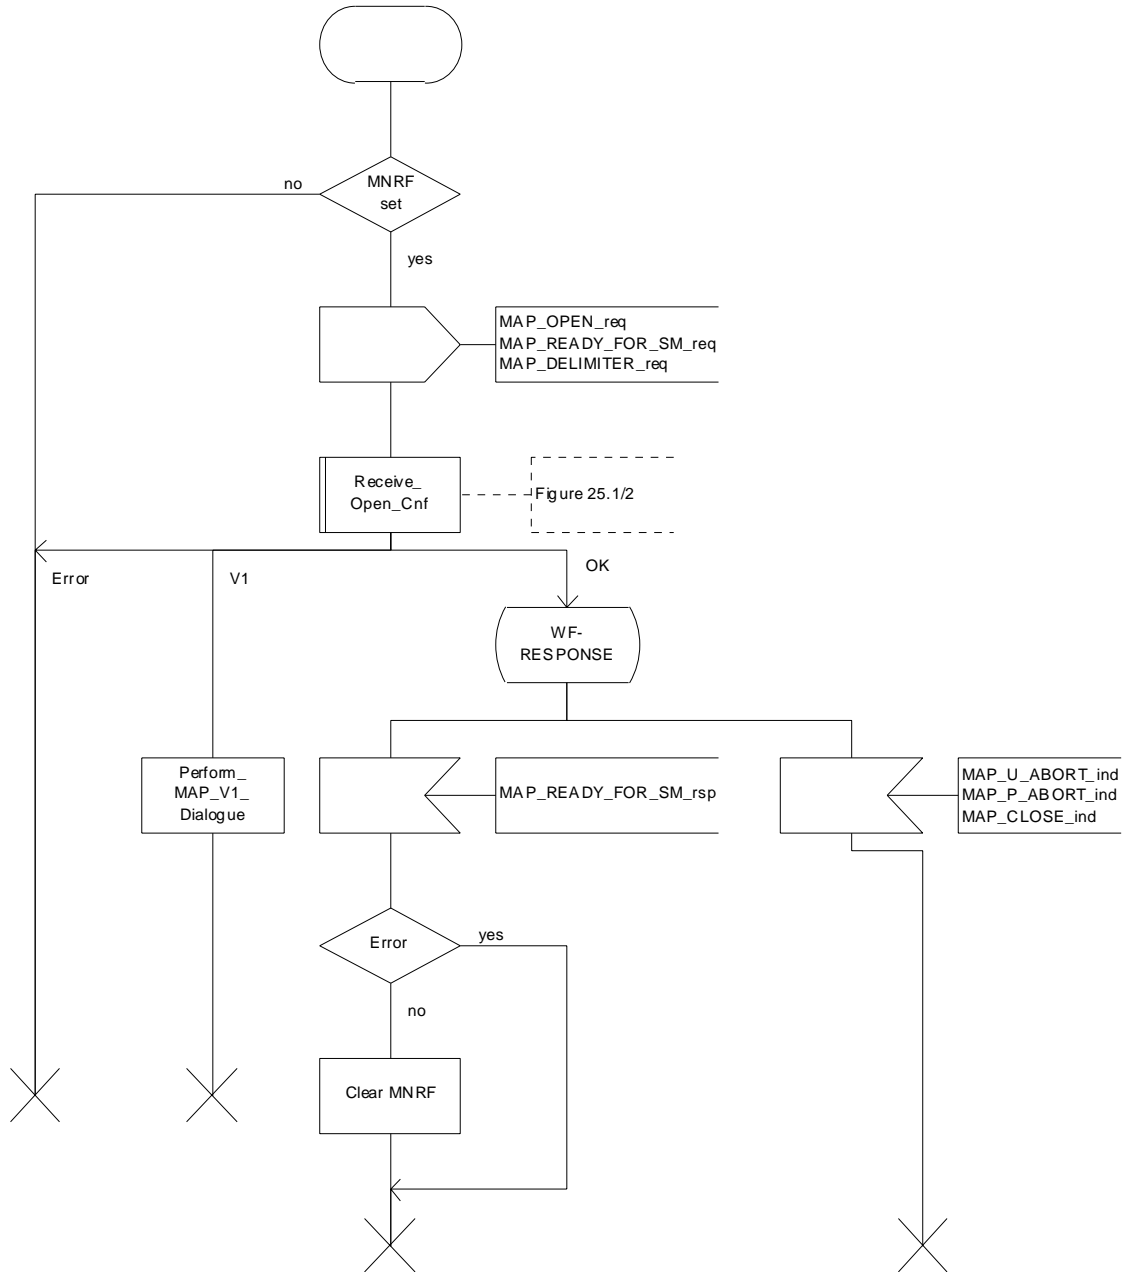 no
MNRF
set
yes
MAP_OPEN_req
MAP_READY_FOR_SM_req
MAP_DELIMITER_req
Receive_
Open_Cnf
Figure 25.1/2
Error
V1
OK
WF-
RESPONSE
Perform_
MAP_V1_
Dialogue
MAP_READY_FOR_SM_rsp
MAP_U_ABORT_ind
MAP_P_ABORT_ind
MAP_CLOSE_ind
Error
yes
no
Clear MNRF